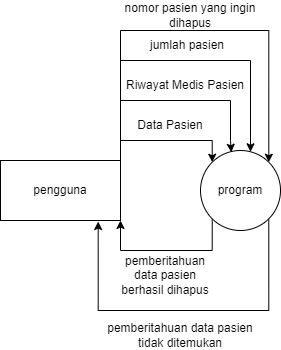 nomor pasien yang ingin
dihapus
jumlah pasien
Riwayat Medis Pasien
Data Pasien
pengguna
program
pemberitahuan
data pasien
berhasil dihapus
pemberitahuan data pasien
tidak ditemukan